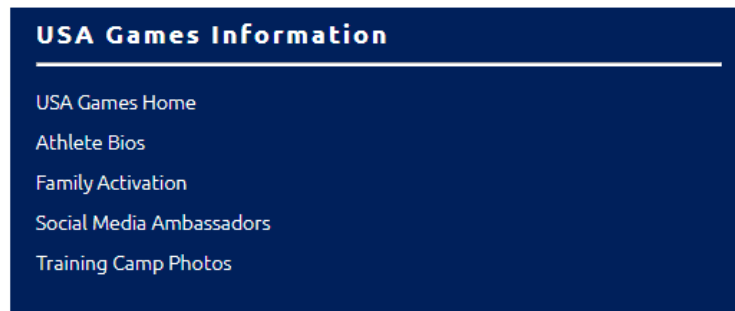 USA Games Information
USA Games Home
Athlete Bios
Family Activation
Social Media Ambassadors
Training Camp Photos